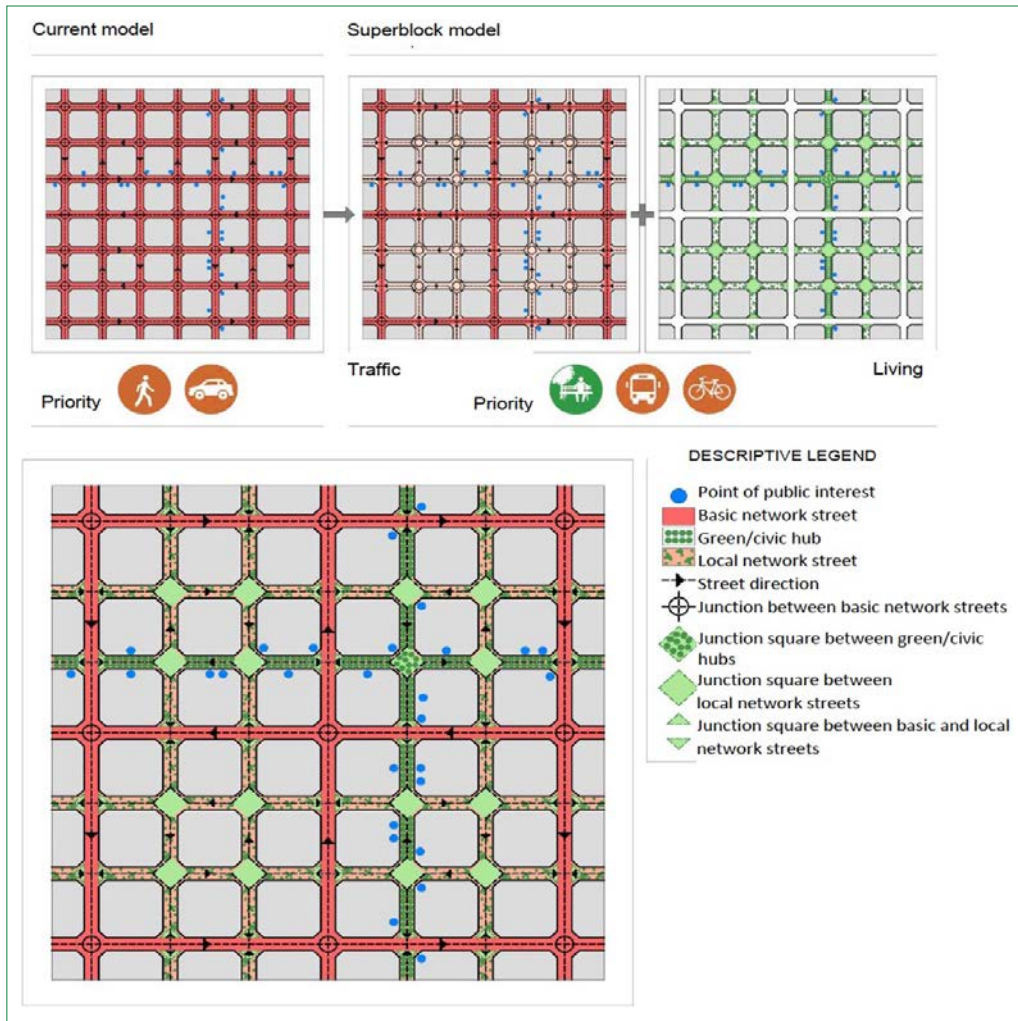 Current model
Superblock model
Traffic
Living
Priority
Priority
DESCRIPTIVE LEGEND
Point of public interest
Basic network street
Green/civic hub
Local network street
Street direction
Junction between basic network streets
Junction square between green/civic
hubs
Junction square between
local network streets
Junction square between basic and local
network streets